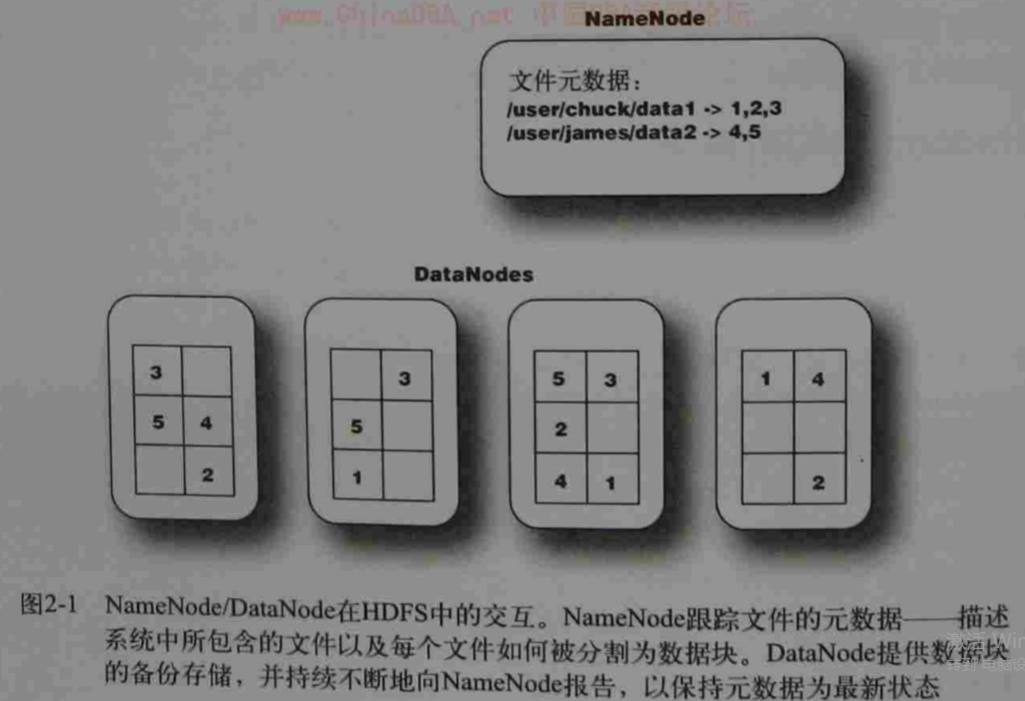 NameNode
文件元数据：
/user/chuck/data1 -> 1,2,3
/user/james/data2 -> 4,5
DataNodes
3
5 4
2
3
5
1
5 3
2
4 1
1 4
2
图2-1 NameNode/DataNode在HDFS中的交互。NameNode跟踪文件的元数据——描述
系统中所包含的文件以及每个文件如何被分割为数据块。DataNode提供数据块
的备份存储，并持续不断地向NameNode报告，以保持元数据为最新状态